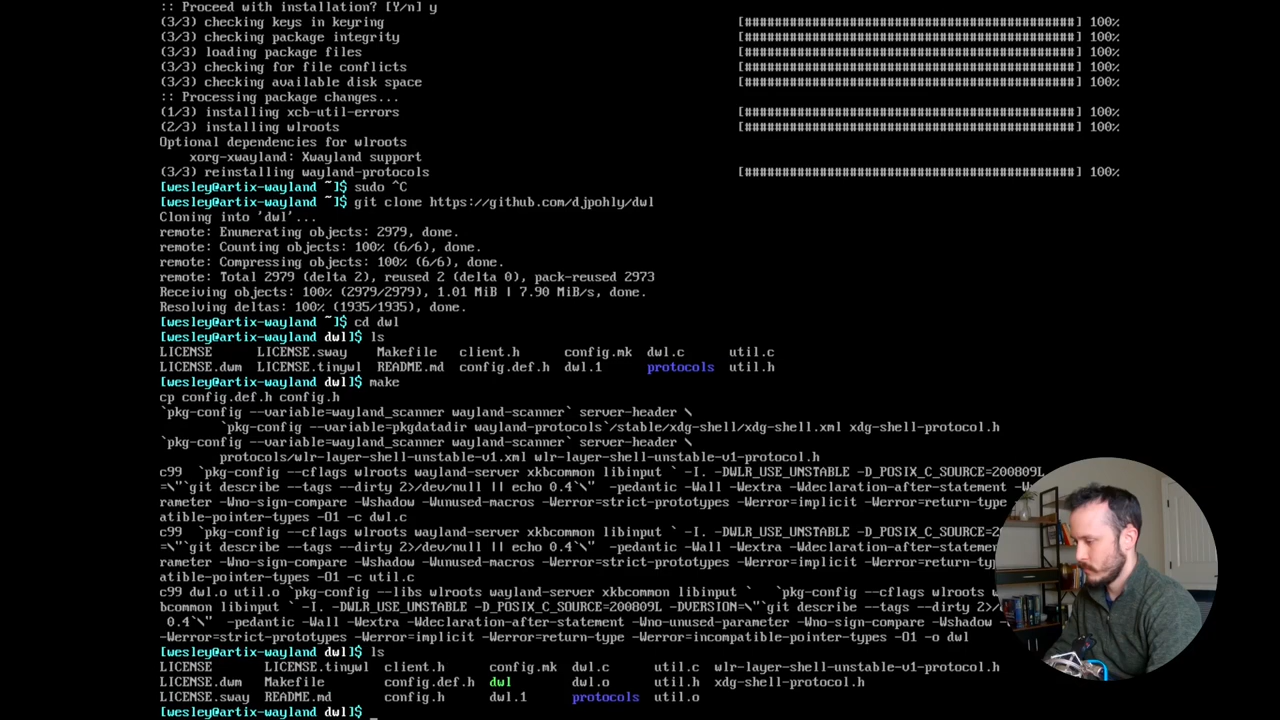 :: Proceed with installation? [Y/n] y
(3/3) checking keys in keyring [############################################] 100%
(3/3) checking package integrity [############################################] 100%
(3/3) loading package files [############################################] 100%
(3/3) checking for file conflicts [############################################] 100%
(3/3) checking available disk space [############################################] 100%
:: Processing package changes...
(1/3) installing xcb-util-errors [############################################] 100%
(2/3) installing wlroots [############################################] 100%
Optional dependencies for wlroots
    xorg-xwayland: Xwayland support
(3/3) reinstalling wayland-protocols [############################################] 100%
[wesley@artix-wayland ~]$ sudo ^C
[wesley@artix-wayland ~]$ git clone https://github.com/djpohly/dwl
Cloning into 'dwl'...
remote: Enumerating objects: 2979, done.
remote: Counting objects: 100% (6/6), done.
remote: Compressing objects: 100% (6/6), done.
remote: Total 2979 (delta 2), reused 2 (delta 0), pack-reused 2973
Receiving objects: 100% (2979/2979), 1.01 MiB | 7.90 MiB/s, done.
Resolving deltas: 100% (1935/1935), done.
[wesley@artix-wayland ~]$ cd dwl
[wesley@artix-wayland dwl]$ ls
LICENSE      LICENSE.sway    Makefile   client.h      config.mk  dwl.c      util.c
LICENSE.dwm  LICENSE.tinywl  README.md  config.def.h  dwl.1      protocols  util.h
[wesley@artix-wayland dwl]$ make
cp config.def.h config.h
`pkg-config --variable=wayland_scanner wayland-scanner` server-header \
        `pkg-config --variable=pkgdatadir wayland-protocols`/stable/xdg-shell/xdg-shell.xml xdg-shell-protocol.h
`pkg-config --variable=wayland_scanner wayland-scanner` server-header \
        protocols/wlr-layer-shell-unstable-v1.xml wlr-layer-shell-unstable-v1-protocol.h
c99  `pkg-config --cflags wlroots wayland-server xkbcommon libinput ` -I. -DWLR_USE_UNSTABLE -D_POSIX_C_SOURCE=200809L
=\"`git describe --tags --dirty 2>/dev/null || echo 0.4`\"  -pedantic -Wall -Wextra -Wdeclaration-after-statement -W
rameter -Wno-sign-compare -Wshadow -Wunused-macros -Werror=strict-prototypes -Werror=implicit -Werror=return-type
atible-pointer-types -O1 -c dwl.c
c99  `pkg-config --cflags wlroots wayland-server xkbcommon libinput ` -I. -DWLR_USE_UNSTABLE -D_POSIX_C_SOURCE=
=\"`git describe --tags --dirty 2>/dev/null || echo 0.4`\"  -pedantic -Wall -Wextra -Wdeclaration-after-statement
rameter -Wno-sign-compare -Wshadow -Wunused-macros -Werror=strict-prototypes -Werror=implicit -Werror=return-
atible-pointer-types -O1 -c util.c
c99 dwl.o util.o `pkg-config --libs wlroots wayland-server xkbcommon libinput `   `pkg-config --cflags wlroots w
bcommon libinput ` -I. -DWLR_USE_UNSTABLE -D_POSIX_C_SOURCE=200809L -DVERSION=\"`git describe --tags --dirty 2>/
 0.4`\"  -pedantic -Wall -Wextra -Wdeclaration-after-statement -Wno-unused-parameter -Wno-sign-compare -Wshadow -
-Werror=strict-prototypes -Werror=implicit -Werror=return-type -Werror=incompatible-pointer-types -O1 -o dwl
[wesley@artix-wayland dwl]$ ls
LICENSE       LICENSE.tinywl  client.h      config.mk  dwl.c      util.c  wlr-layer-shell-unstable-v1-protocol.h
LICENSE.dwm   Makefile        config.def.h  dwl        dwl.o      util.h  xdg-shell-protocol.h
LICENSE.sway  README.md       config.h      dwl.1      protocols  util.o
[wesley@artix-wayland dwl]$